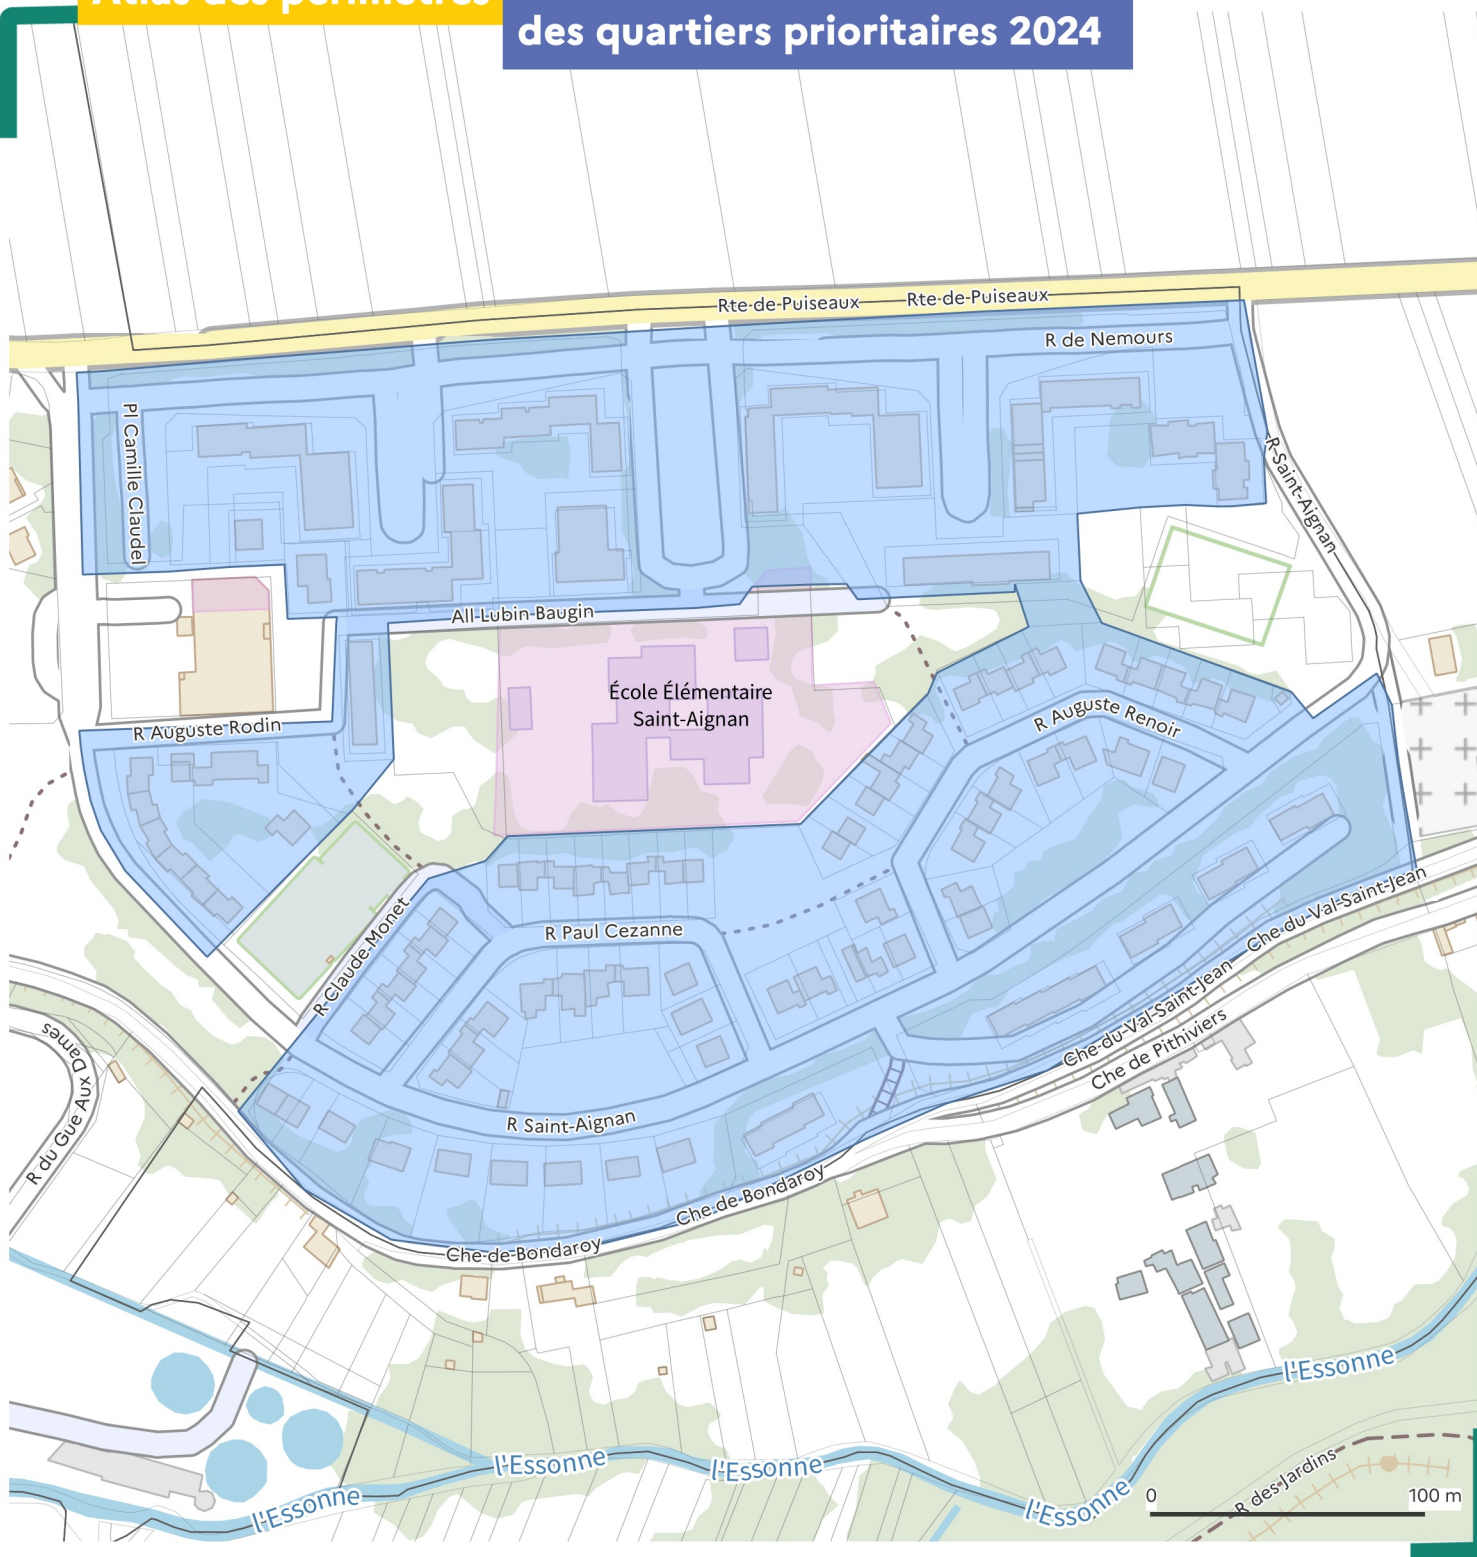 Atlas des périmètres
des quartiers prioritaires 2024
Rte-de-Puiseaux
Rte-de-Puiseaux
R de Nemours
Pl Camille Claudel
R-Saint-Aignan
All-Lubin-Baugin
École Élémentaire
Saint-Aignan
R Auguste Rodin
R Auguste Renoir
R Claude-Monet
R Paul Cezanne
Che-du-Val-Saint-Jean
Che-du-Val-Saint-Jean
Che de Pithiviers
R du Gue Aux Dames
R Saint-Aignan
Che de Bondaroy
Che-de-Bondaroy
l'Essonne
l'Essonne
l'Essonne
l'Essonne
l'Essonne
R des-Jardins
0
100 m